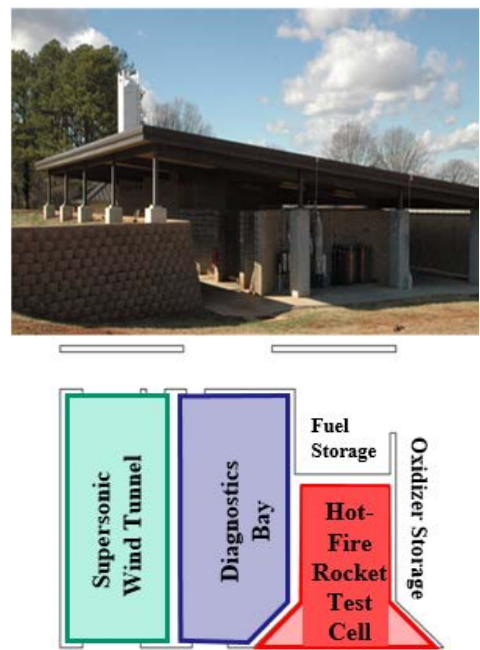 Supersonic
Wind Tunnel
Diagnostics
Bay
Fuel
Storage
Hot-
Fire
Rocket
Test
Cell
Oxidizer Storage